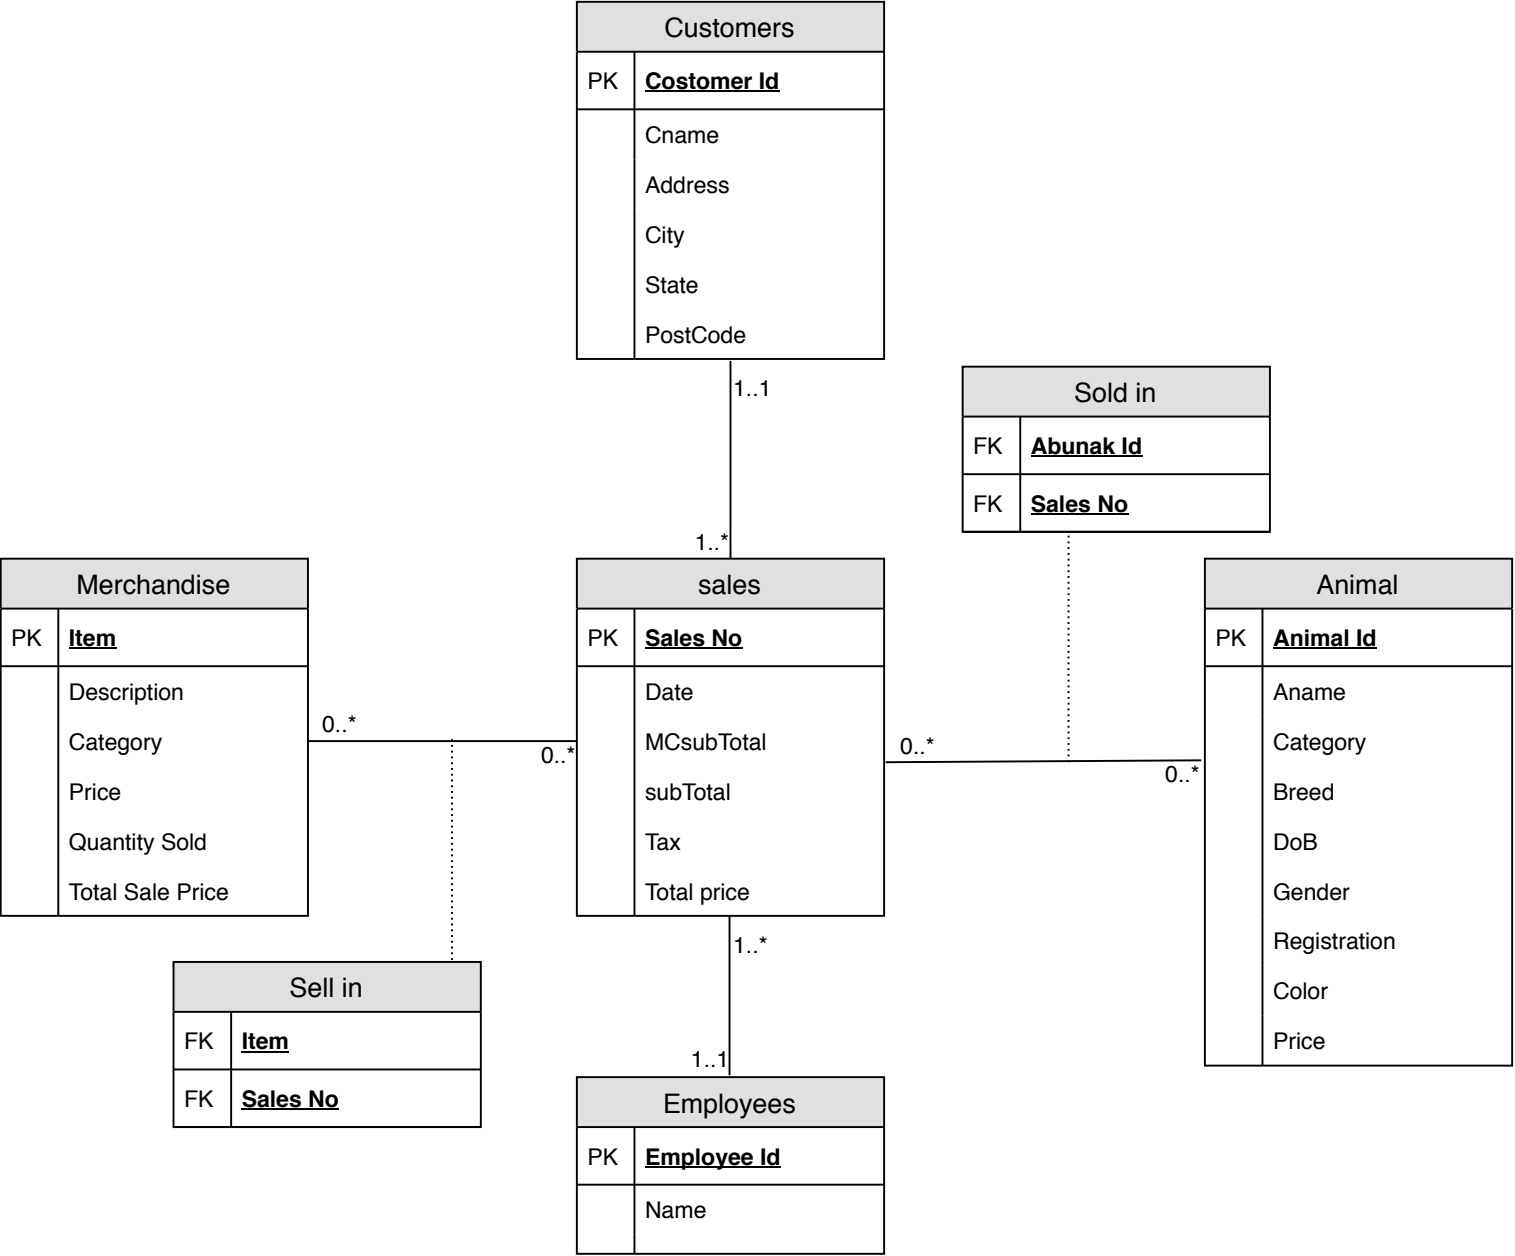 Customers
PK Costomer Id
Cname
Address
City
State
PostCode
1..1
1..*
Sold in
FK Abunak Id
FK Sales No
Merchandise
PK Item
Description
Category
Price
Quantity Sold
Total Sale Price
0..*
0..*
sales
PK Sales No
Date
MCsubTotal
subTotal
Tax
Total price
0..*
0..*
Animal
PK Animal Id
Aname
Category
Breed
DoB
Gender
Registration
Color
Price
Sell in
FK Item
FK Sales No
1..*
1..1
Employees
PK Employee Id
Name